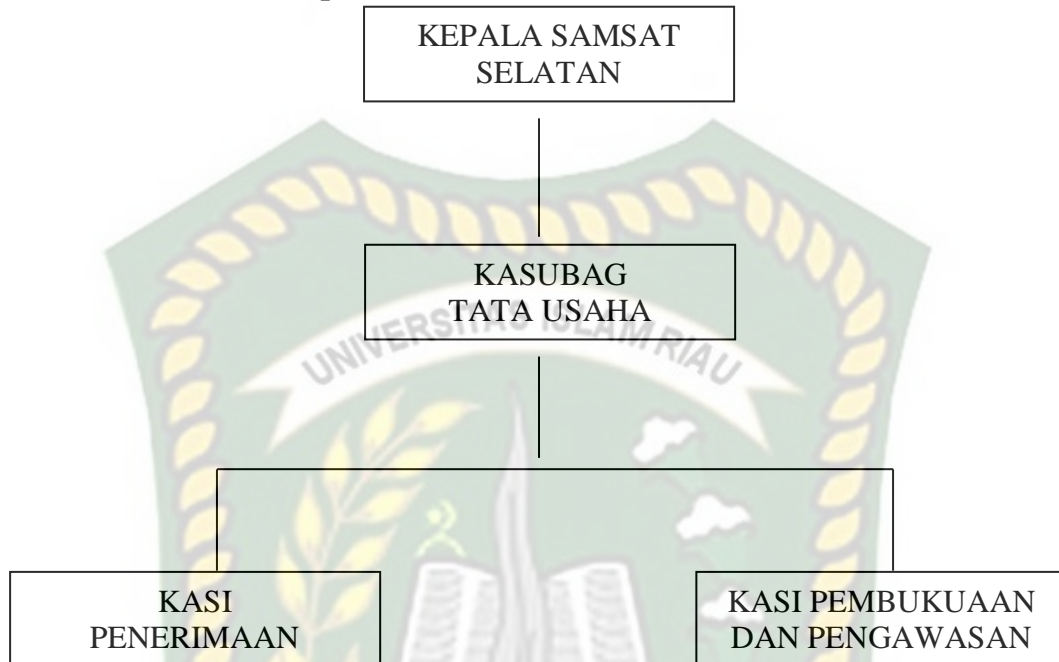 KEPALA SAMSAT
SELATAN
KASUBAG
TATA USAHA
UNIVERSITAS ISLAM RIAU
KASI
PENERIMAAN
KASI PEMBUKUAAN
DAN PENGAWASAN